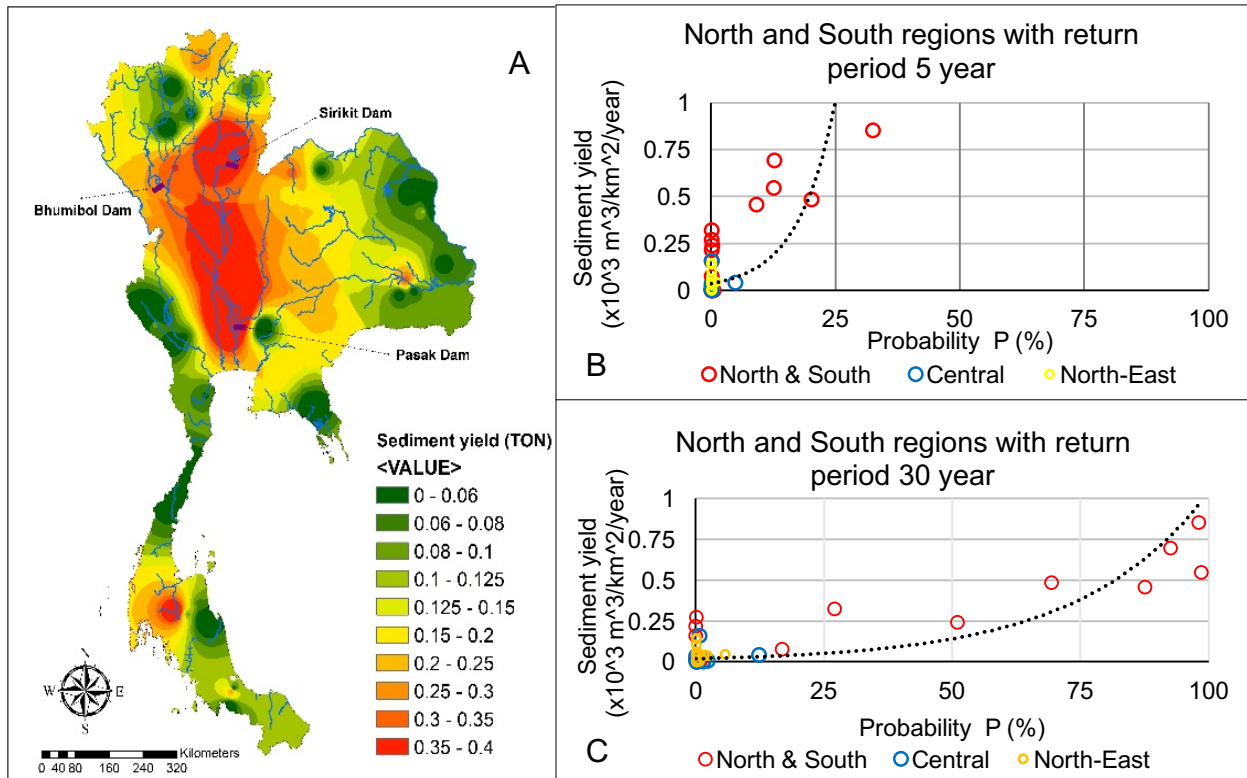 A
Sirikit Dam
Bhumibol Dam
Pasak Dam
Sediment yield (TON)
<VALUE>
0 - 0.06
0.06 - 0.08
0.08 - 0.1
0.1 - 0.125
0.125 - 0.15
0.15 - 0.2
0.2 - 0.25
0.25 - 0.3
0.3 - 0.35
0.35 - 0.4
N
W E
S
Kilometers
0 40 80 160 240 320
North and South regions with return
period 5 year
Sediment yield
(x10^3 m^3/km^2/year)
1
0.75
0.5
0.25
0
0 25 50 75 100
Probability P (%)
B
North & South Central North-East
North and South regions with return
period 30 year
Sediment yield
(x10^3 m^3/km^2/year)
1
0.75
0.5
0.25
0
0 25 50 75 100
Probability P (%)
C
North & South Central North-East